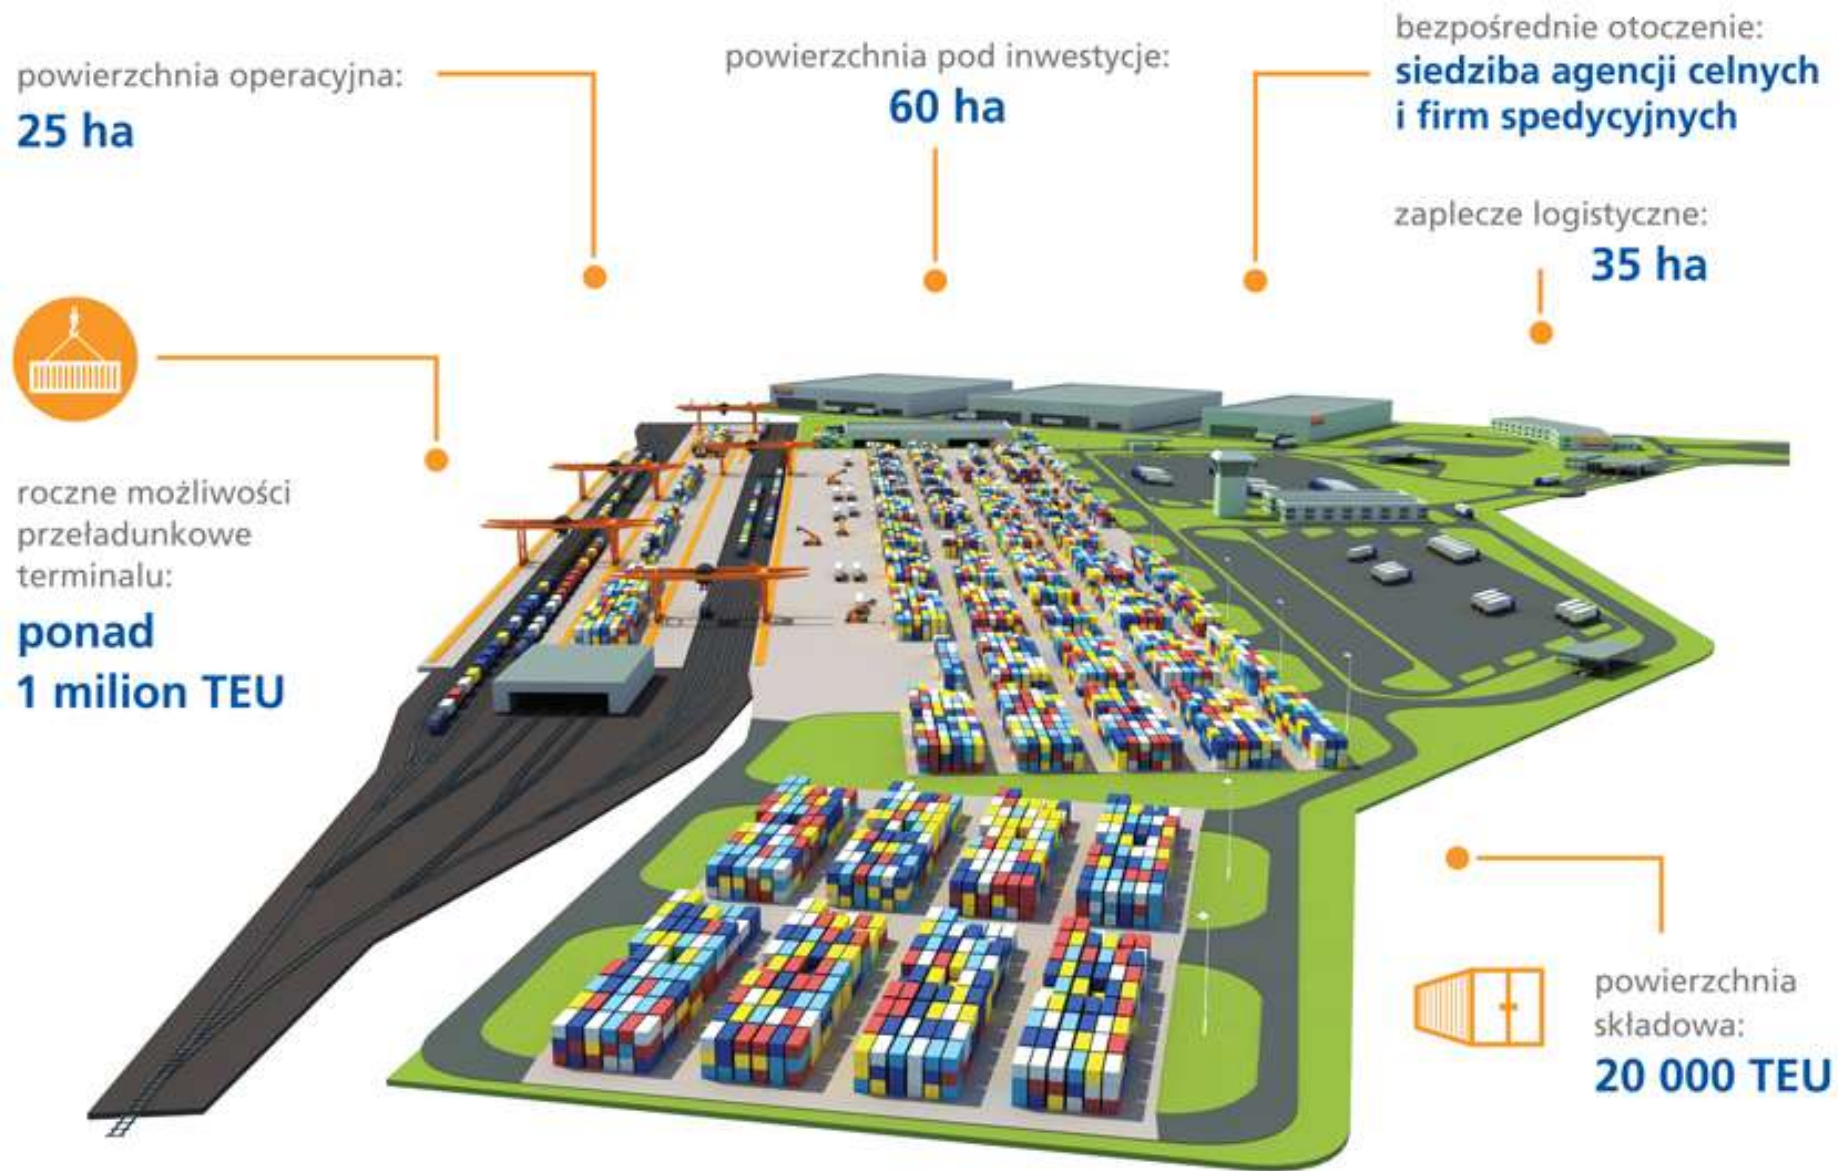 powierzchnia operacyjna:
25 ha
powierzchnia pod inwestycje:
60 ha
bezpośrednie otoczenie:
siedziba agencji celnych
i firm spedycyjnych
zaplecze logistyczne:
35 ha
roczne możliwości
przeładunkowe
terminalu:
ponad
1 milion TEU
powierzchnia
składowa:
20 000 TEU